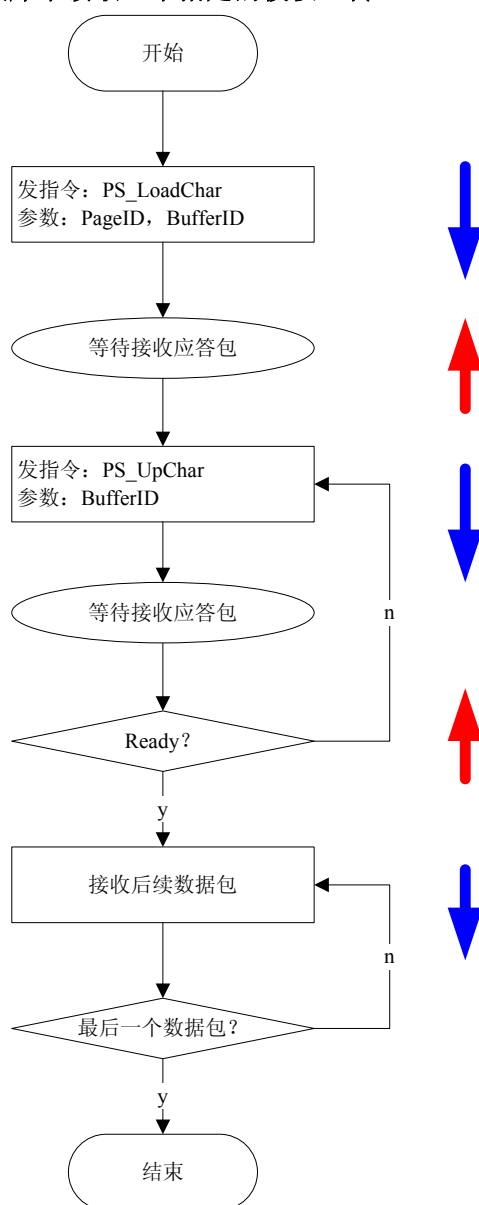 开始
发指令：PS_LoadChar
参数：PageID，BufferID
等待接收应答包
发指令：PS_UpChar
参数：BufferID
等待接收应答包
n
Ready？
y
接收后续数据包
n
最后一个数据包？
y
结束